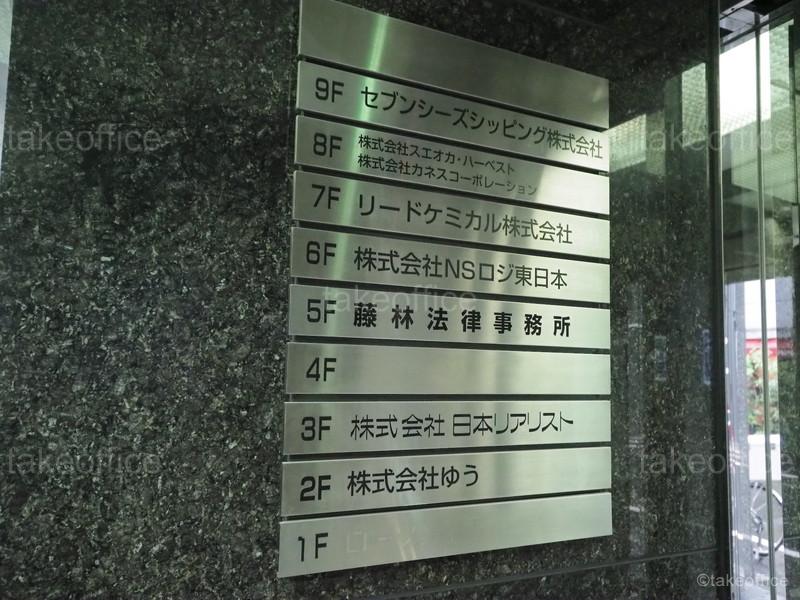 9F セブンシーズシッピング株式会社
8F 株式会社スエオカ・ハーベスト
株式会社カネスコーポレーション
7F リードケミカル株式会社
6F 株式会社NSロジ東日本
5F 藤林法律事務所
4F
3F 株式会社 日本リアリスト
2F 株式会社ゆう
1F
takeoffice
takeoffice
takeoffice
takeoffice
takeoffice
©takeoffice